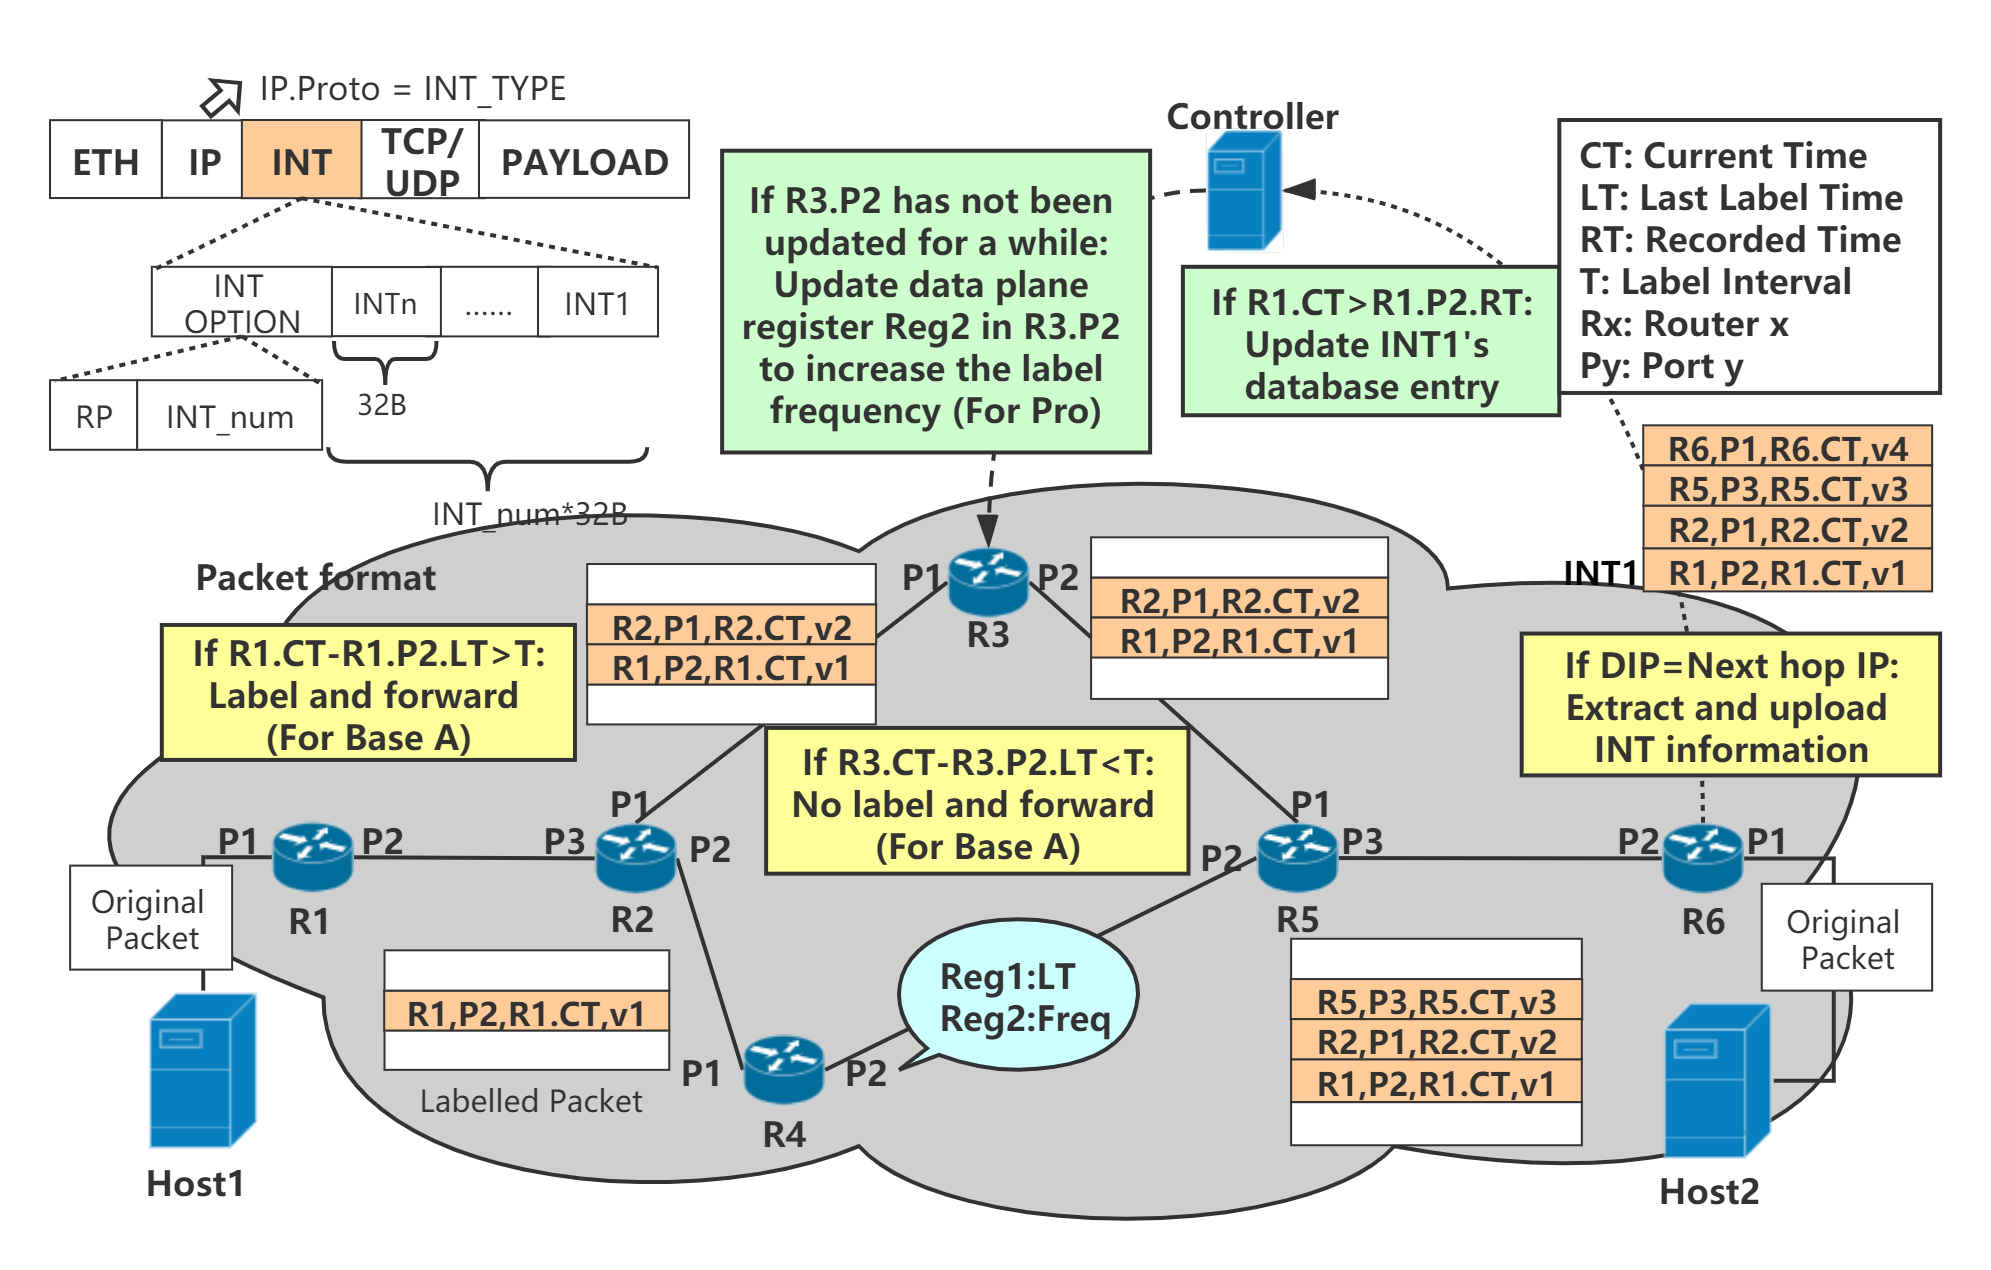 IP.Proto = INT_TYPE
ETH
IP
INT
TCP/
UDP
PAYLOAD
INT
OPTION
INTn
......
INT1
RP
INT_num
32B
INT_num*32B
Packet format
Controller
If R3.P2 has not been
updated for a while:
Update data plane
register Reg2 in R3.P2
to increase the label
frequency (For Pro)
If R1.CT>R1.P2.RT:
Update INT1's
database entry
CT: Current Time
LT: Last Label Time
RT: Recorded Time
T: Label Interval
Rx: Router x
Py: Port y
R6,P1,R6.CT,v4
R5,P3,R5.CT,v3
R2,P1,R2.CT,v2
R1,P2,R1.CT,v1
INT1
If R1.CT-R1.P2.LT>T:
Label and forward
(For Base A)
R2,P1,R2.CT,v2
R1,P2,R1.CT,v1
P1
P2
R3
R2,P1,R2.CT,v2
R1,P2,R1.CT,v1
If DIP=Next hop IP:
Extract and upload
INT information
If R3.CT-R3.P2.LT<T:
No label and forward
(For Base A)
P1
P2
R1
P3
P1
P2
R2
P1
P2
P3
R5
P2
P1
R6
Original
Packet
Original
Packet
R1,P2,R1.CT,v1
Labelled Packet
P1
P2
R4
Reg1:LT
Reg2:Freq
R5,P3,R5.CT,v3
R2,P1,R2.CT,v2
R1,P2,R1.CT,v1
Host1
Host2